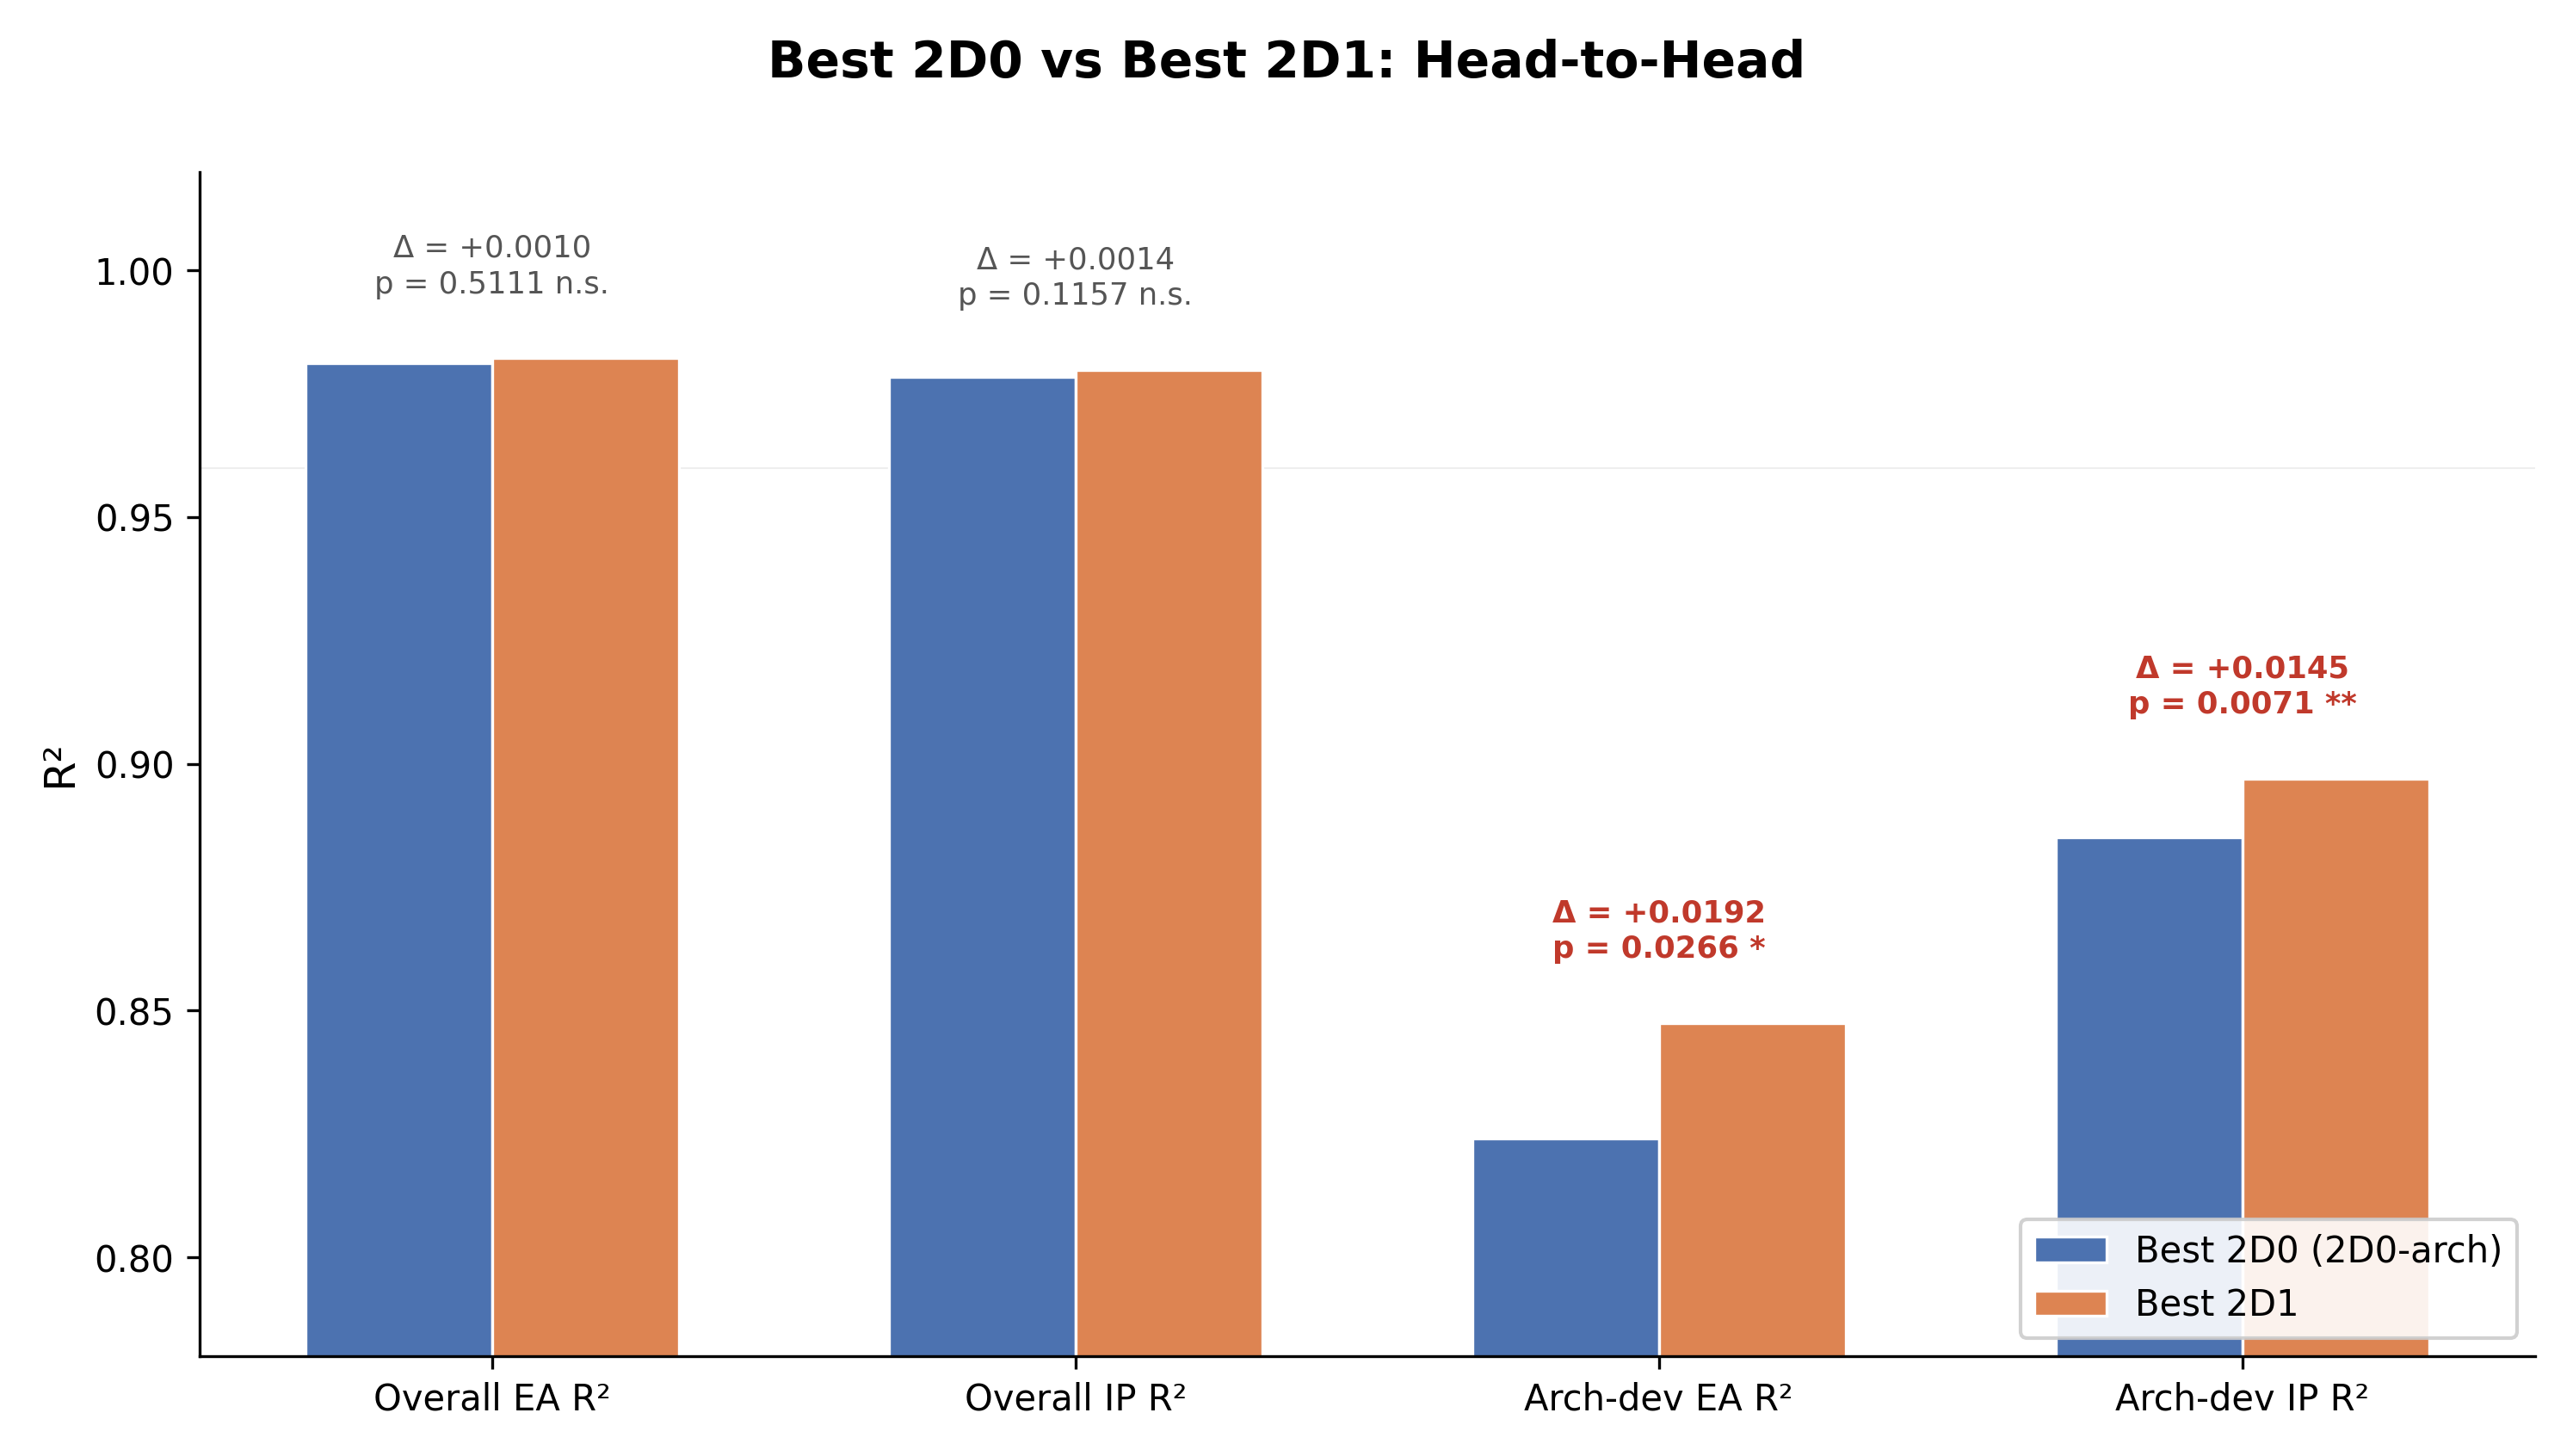 Best 2D0 vs Best 2D1: Head-to-Head
Δ = +0.0010
p = 0.5111 n.s.
Δ = +0.0014
p = 0.1157 n.s.
Δ = +0.0192
p = 0.0266 *
Δ = +0.0145
p = 0.0071 **
R²
1.00
0.95
0.90
0.85
0.80
Overall EA R²
Overall IP R²
Arch-dev EA R²
Arch-dev IP R²
Best 2D0 (2D0-arch)
Best 2D1